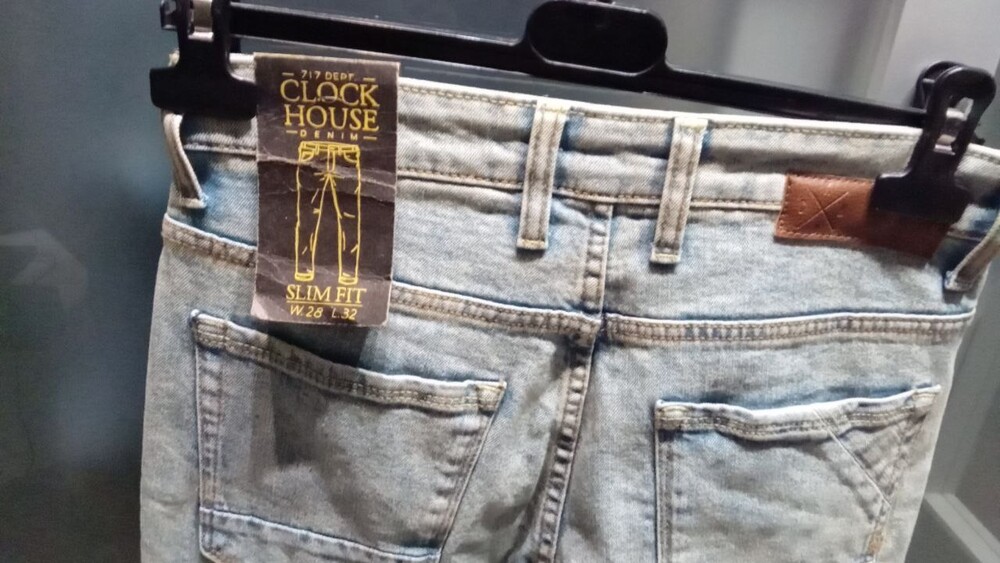 717 DEPT.
CLOCK
HOUSE
DENIM
SLIM FIT
W.28 L.32